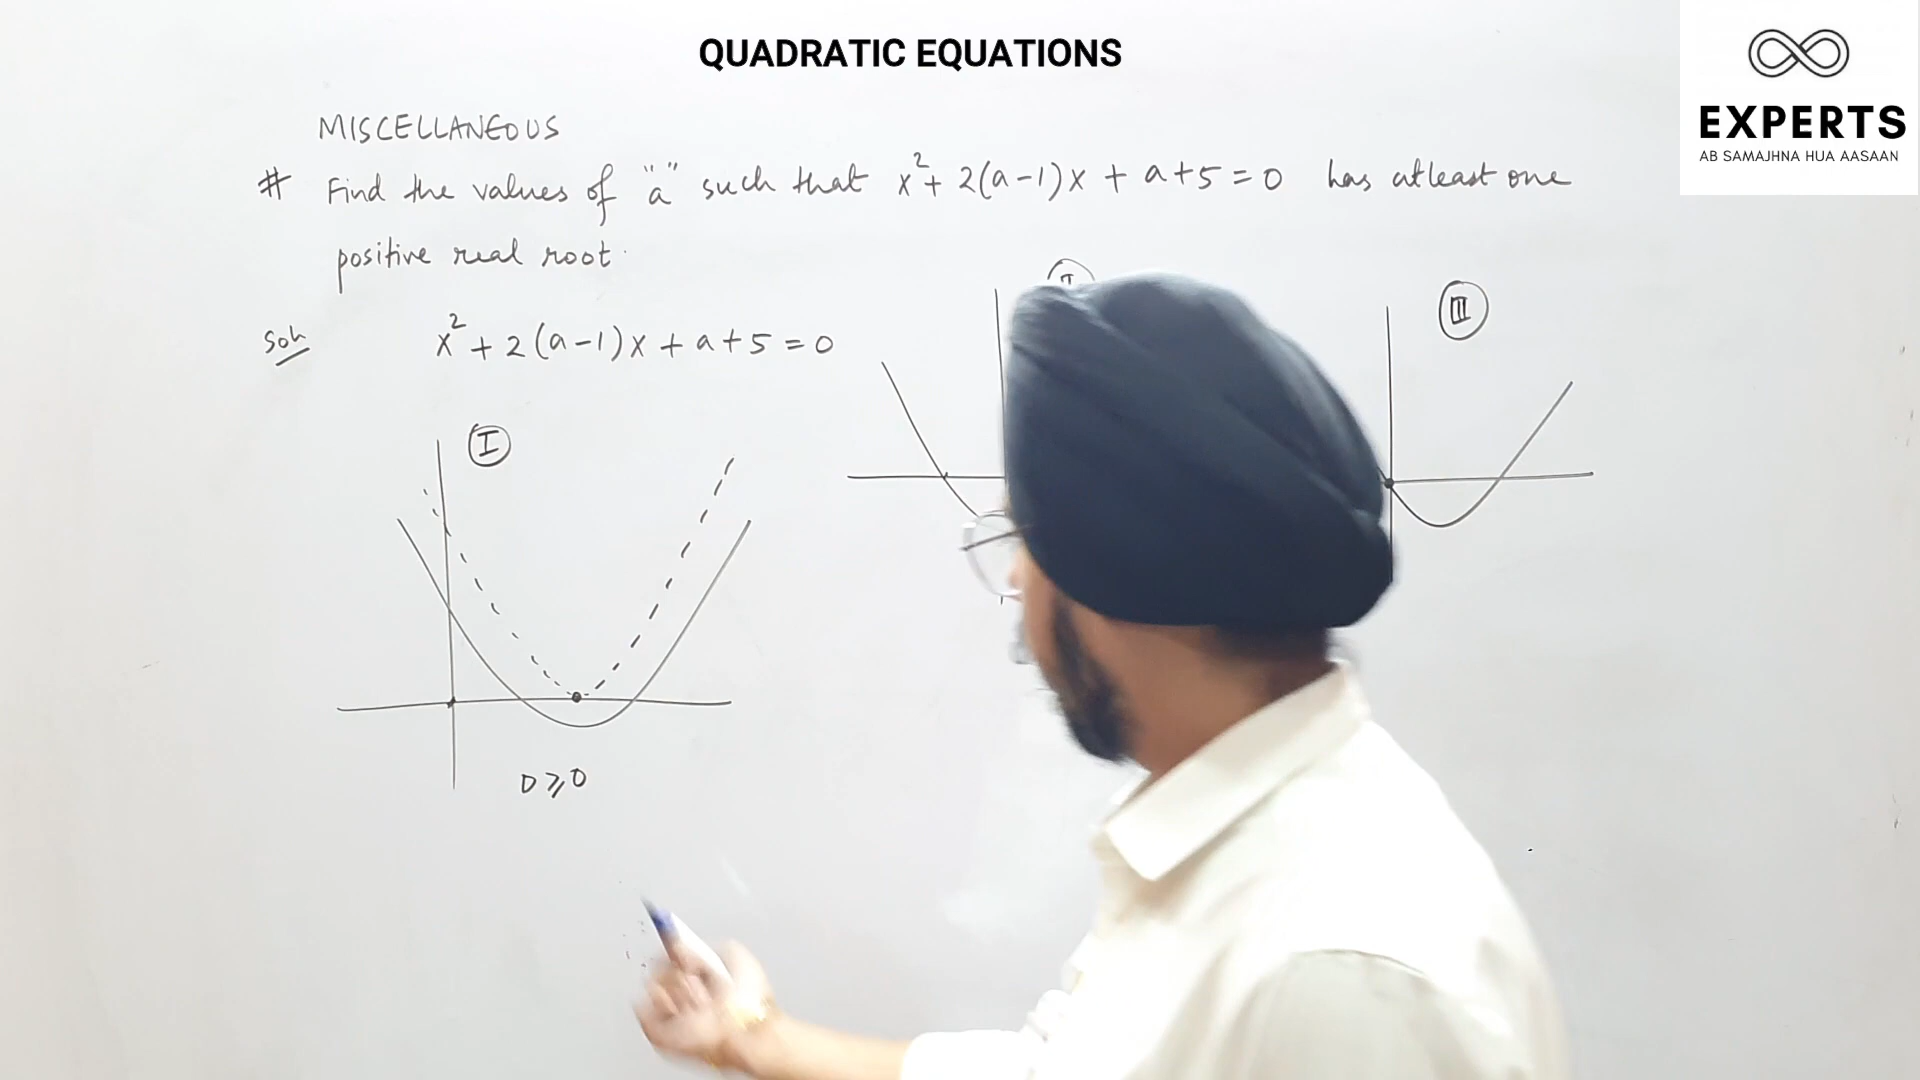 QUADRATIC EQUATIONS
EXPERTS
AB SAMAJHNA HUA AASAAN
MISCELLANEOUS
# Find the values of "a" such that x² + 2(a-1)x + a+5 = 0 has atleast one
positive real root.
Soln x² + 2(a-1)x + a+5 = 0
III
I
D ⩾ 0